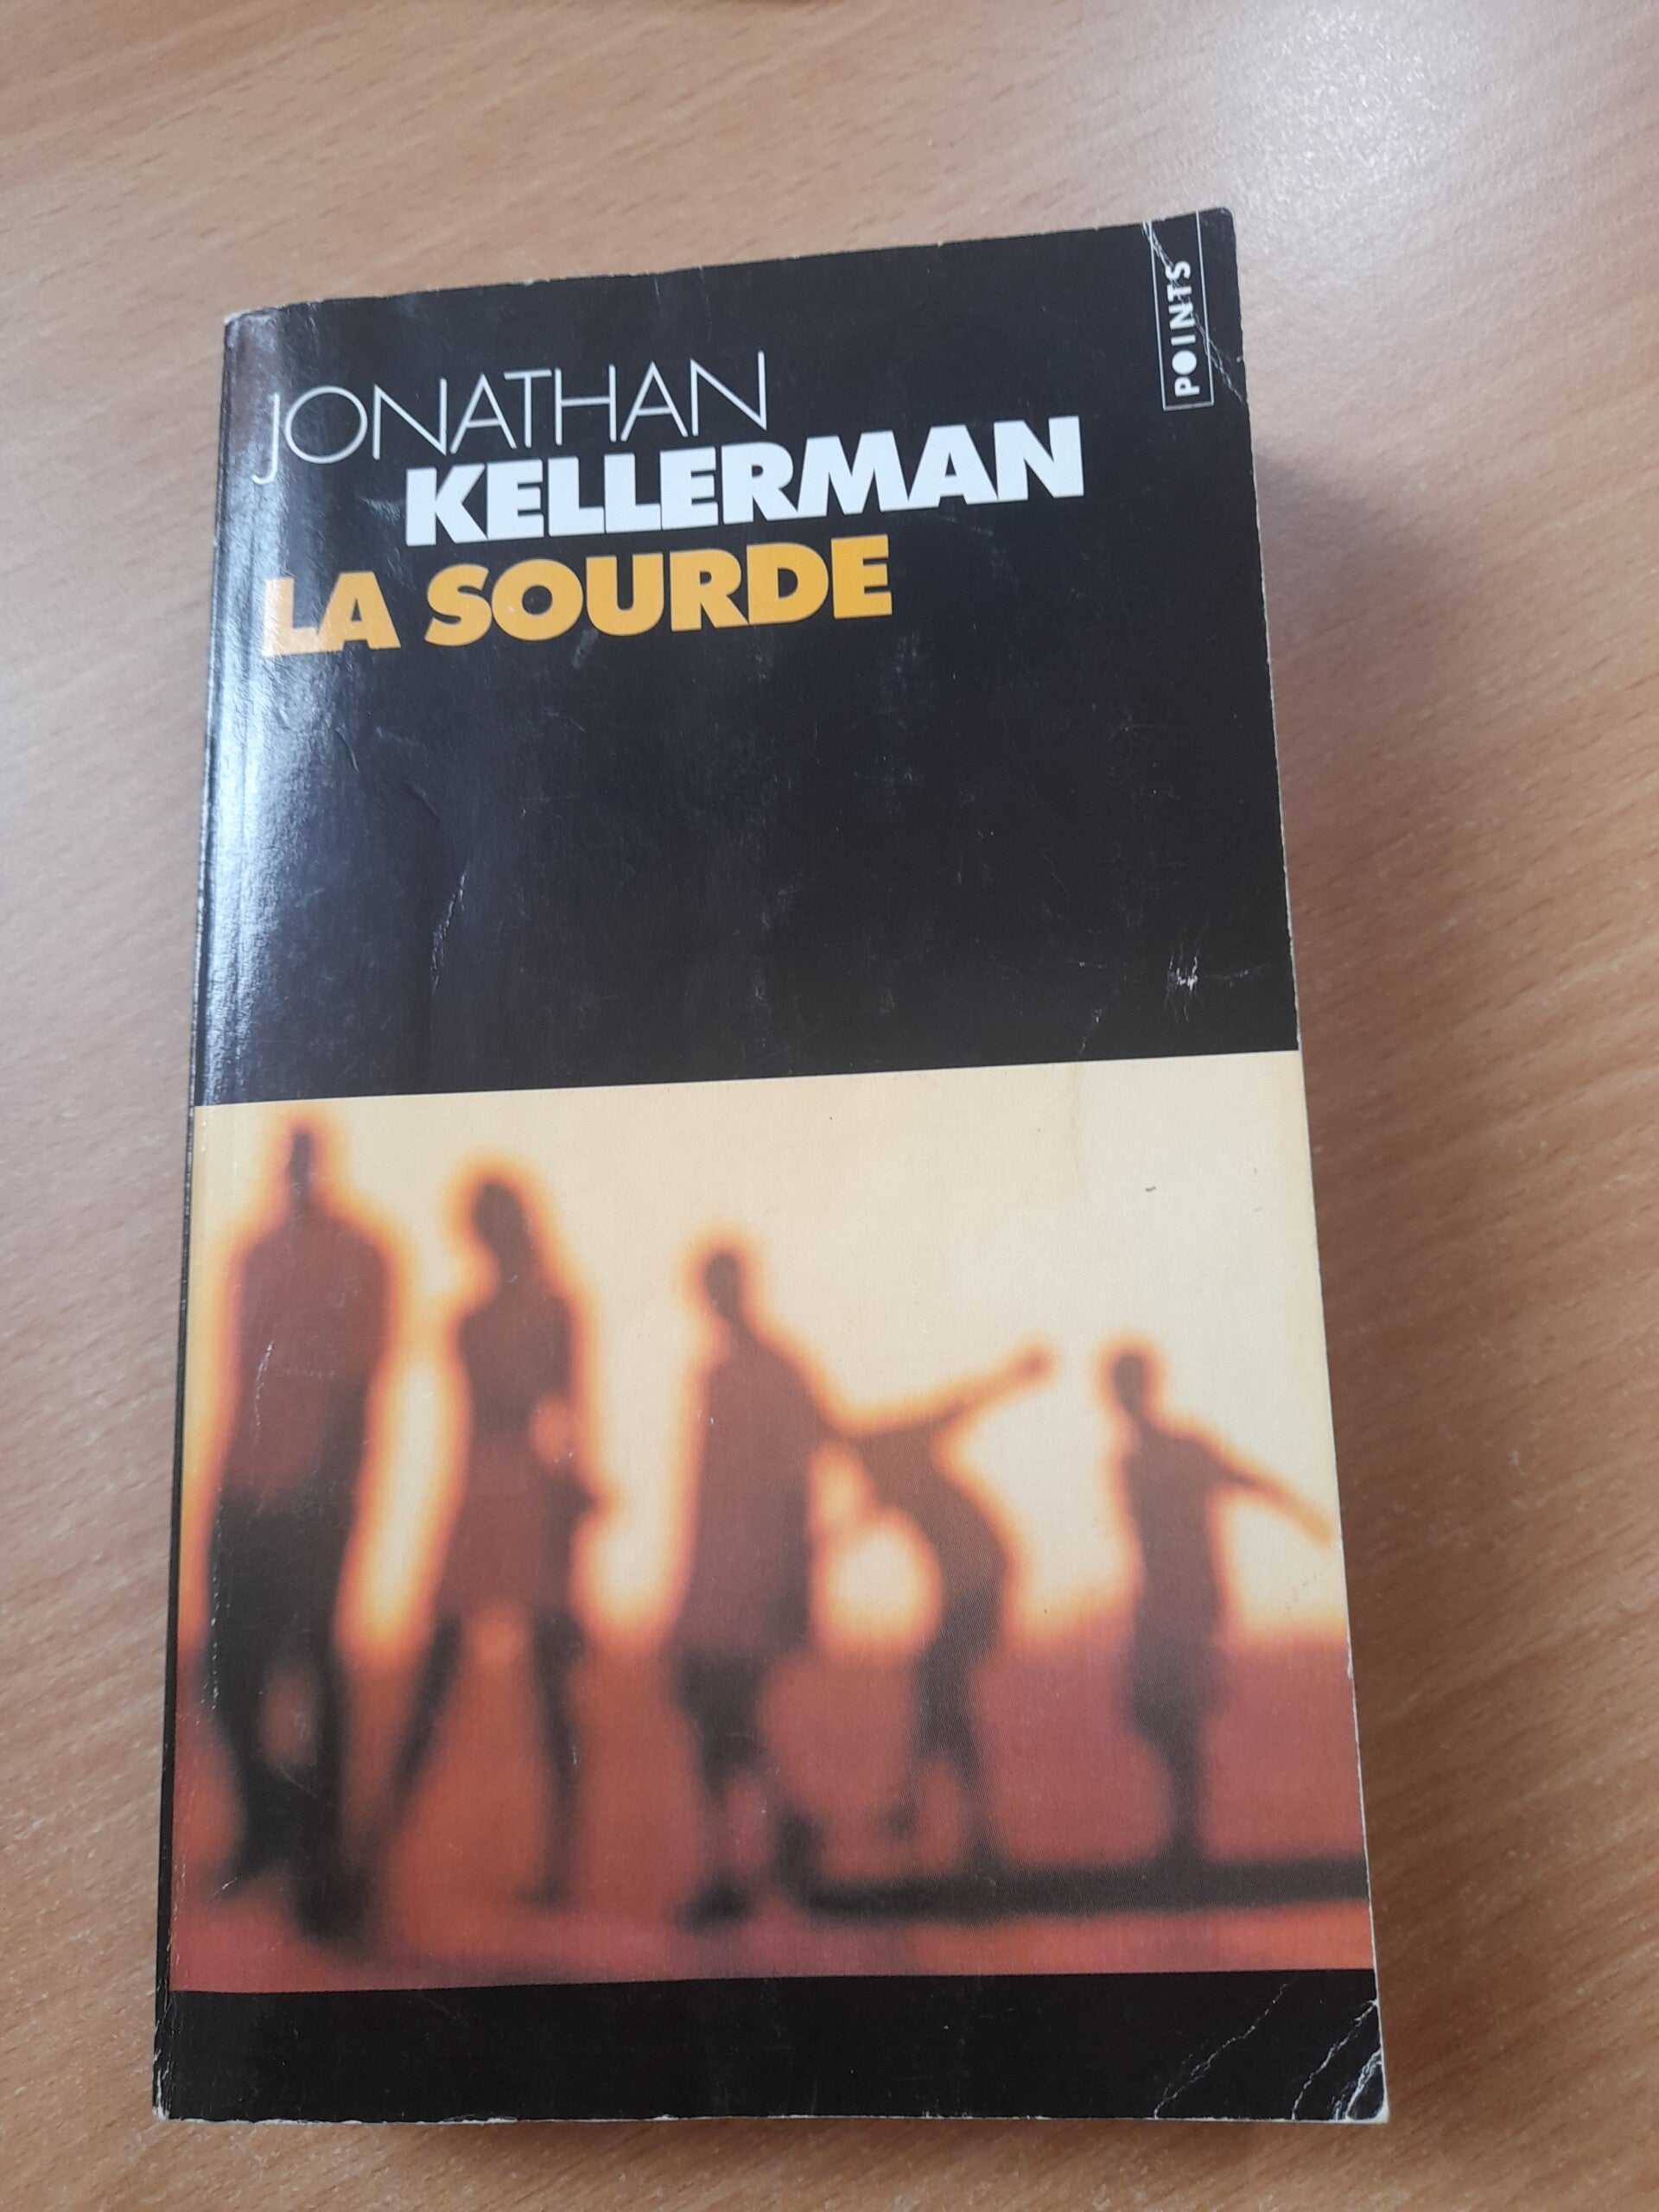 POINTS
JONATHAN
KELLERMAN
LA SOURDE